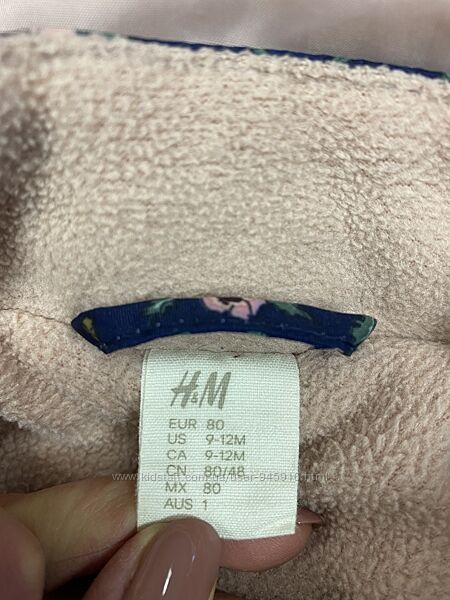 H&M
EUR 80
US 9-12M
CA 9-12M
CN 80/48
MX 80
AUS 1